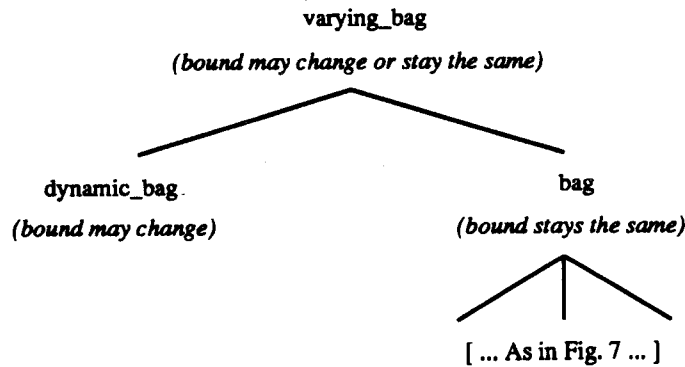 varying_bag
(bound may change or stay the same)
dynamic_bag
bag
(bound may change)
(bound stays the same)
[ ... As in Fig. 7 ... ]